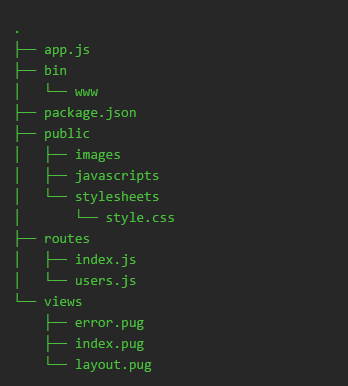 .
├── app.js
├── bin
│   └── www
├── package.json
├── public
│   ├── images
│   ├── javascripts
│   └── stylesheets
│       └── style.css
├── routes
│   ├── index.js
│   └── users.js
└── views
    ├── error.pug
    ├── index.pug
    └── layout.pug